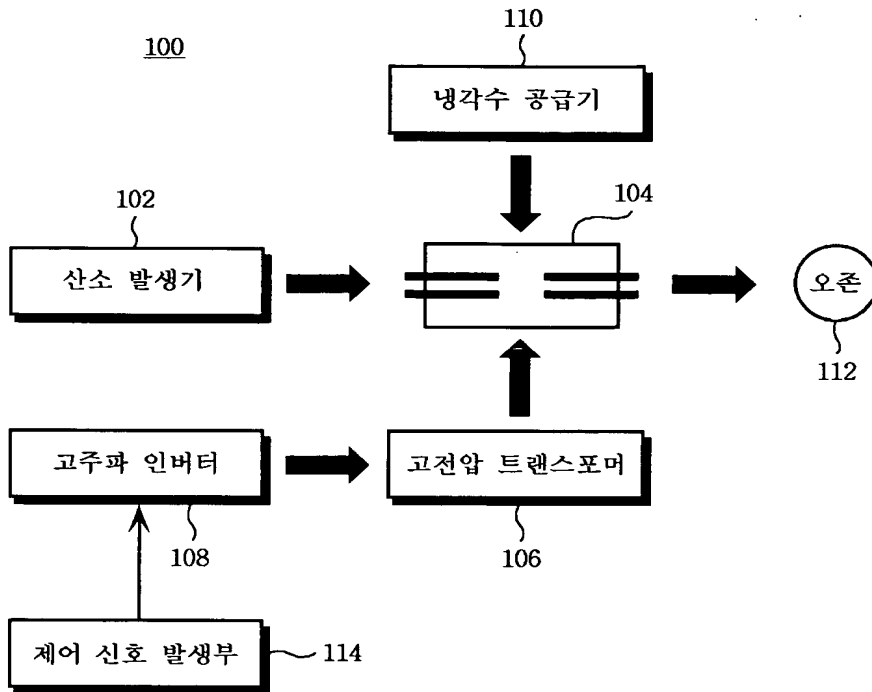 100
110
냉각수 공급기
102
104
산소 발생기
오존
112
고주파 인버터
고전압 트랜스포머
108
106
제어 신호 발생부
114